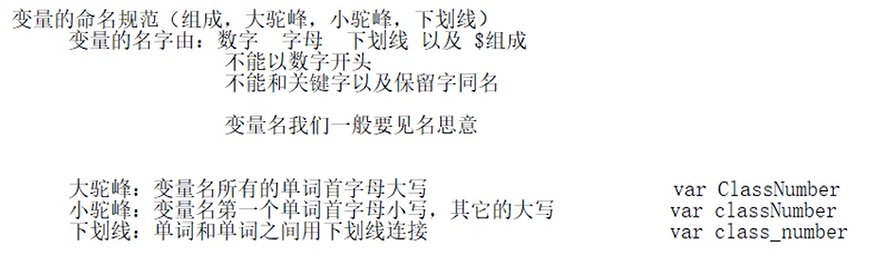 变量的命名规范（组成，大驼峰，小驼峰，下划线）
变量的名字由：数字 字母 下划线 以及 $组成
不能以数字开头
不能和关键字以及保留字同名
变量名我们一般要见名思意
大驼峰：变量名所有的单词首字母大写 var ClassNumber
小驼峰：变量名第一个单词首字母小写，其它的大写 var classNumber
下划线：单词和单词之间用下划线连接 var class_number